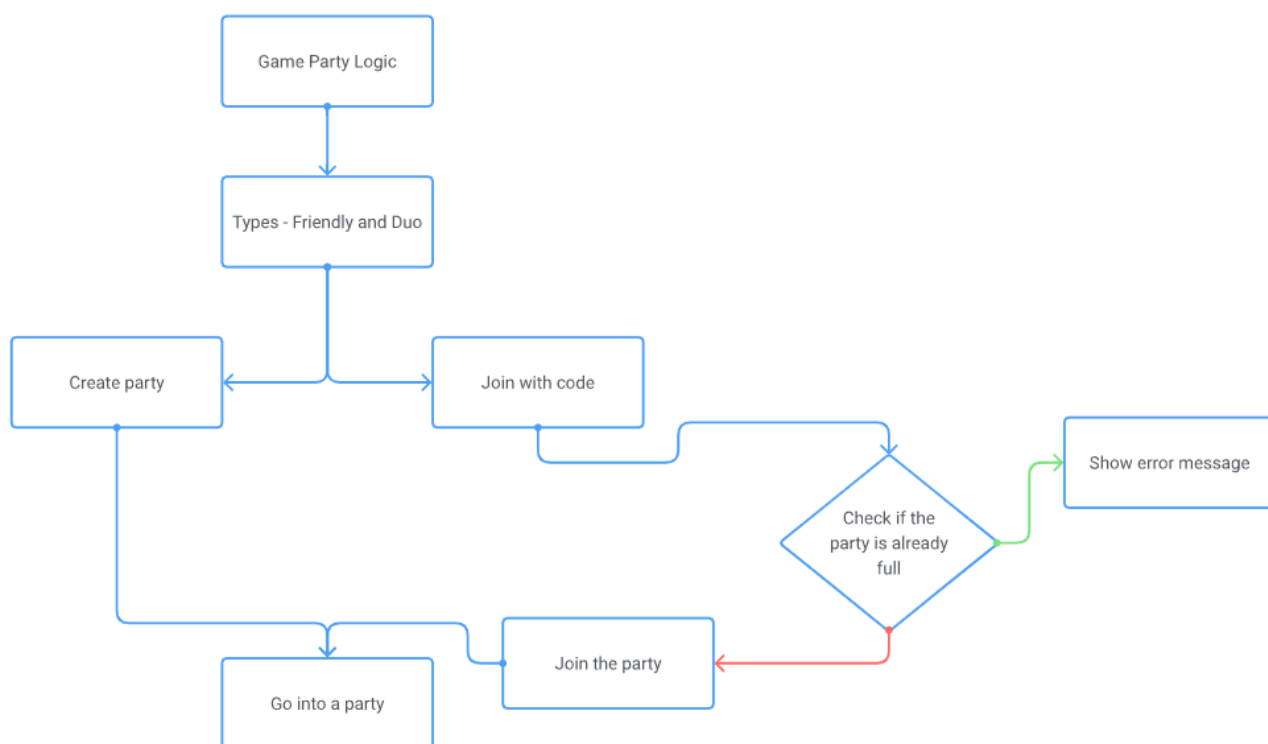 Game Party Logic
Types - Friendly and Duo
Create party
Join with code
Show error message
Check if the
party is already
full
Join the party
Go into a party